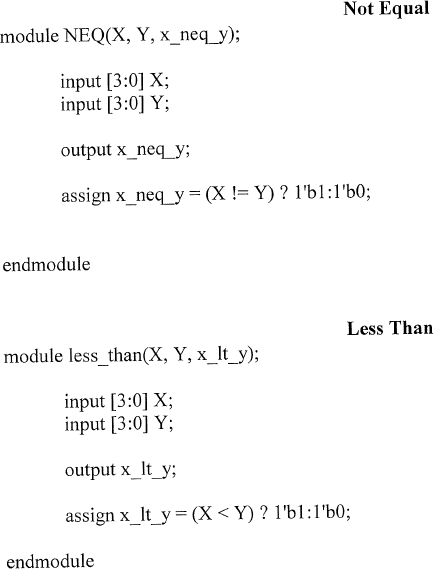 Not Equal
module NEQ(X, Y, x_neq_y);
input [3:0] X;
input [3:0] Y;
output x_neq_y;
assign x_neq_y = (X != Y) ? 1'b1:1'b0;
endmodule
Less Than
module less_than(X, Y, x_lt_y);
input [3:0] X;
input [3:0] Y;
output x_lt_y;
assign x_lt_y = (X < Y) ? 1'b1:1'b0;
endmodule